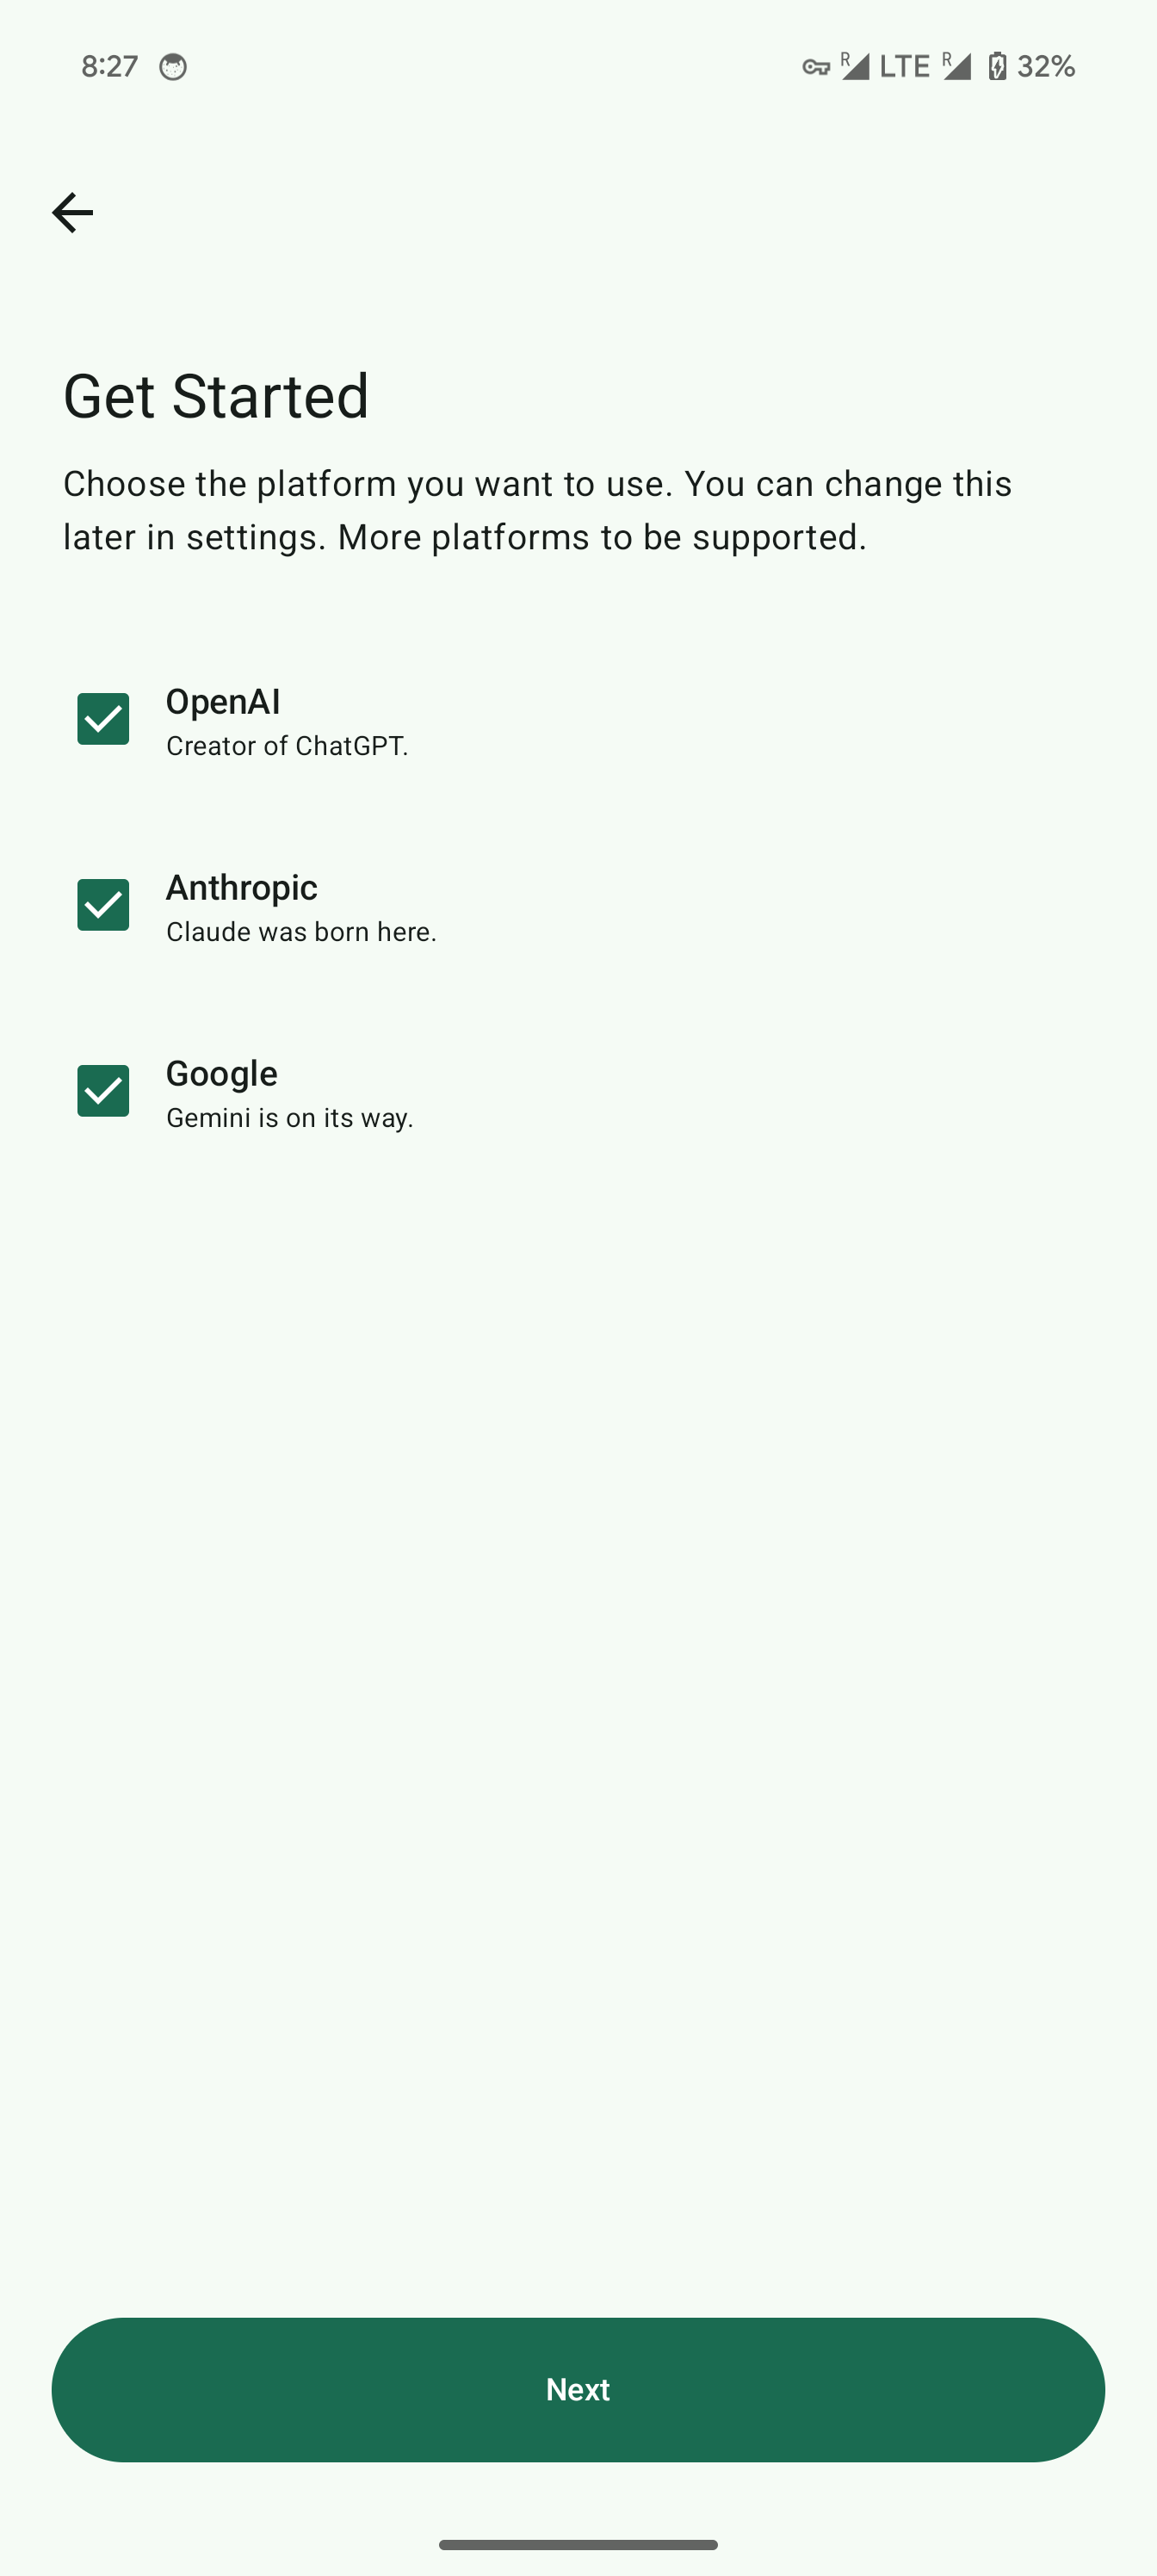 8:27 R LTE R 32%
Get Started
Choose the platform you want to use. You can change this
later in settings. More platforms to be supported.
OpenAI
Creator of ChatGPT.
Anthropic
Claude was born here.
Google
Gemini is on its way.
Next